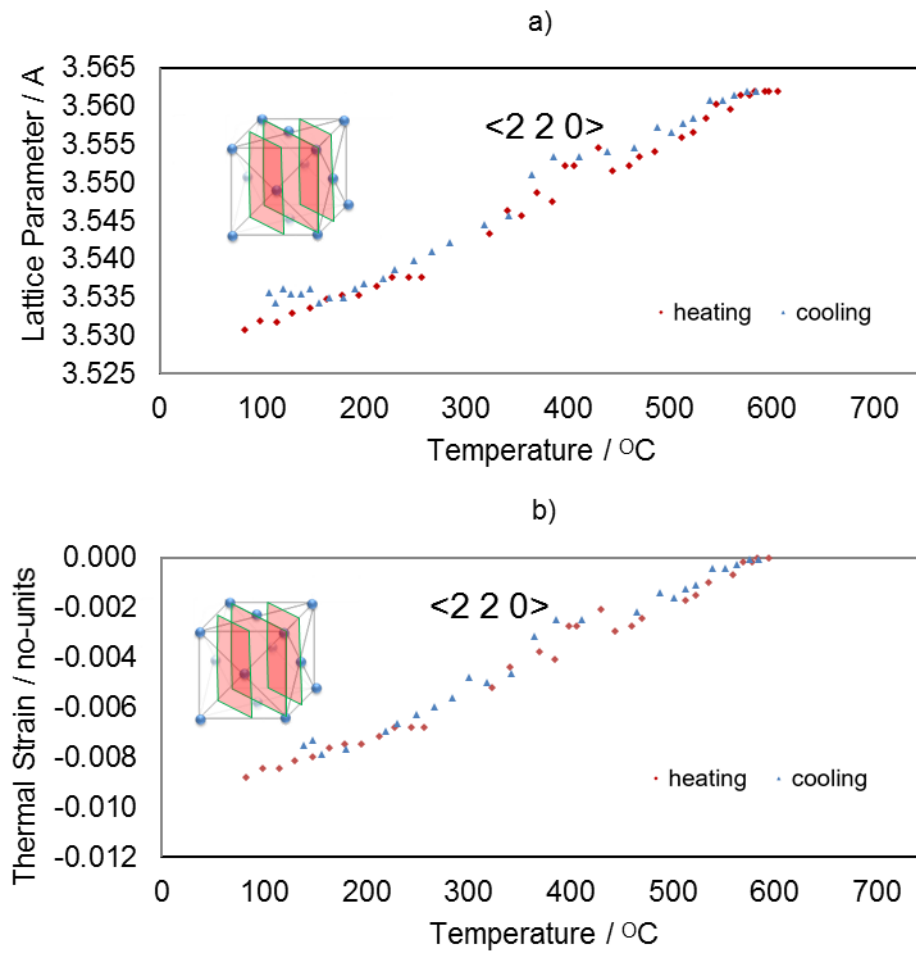 a)
Lattice Parameter / A
3.565
3.560
3.555
3.550
3.545
3.540
3.535
3.530
3.525
<2 2 0>
heating cooling
0 100 200 300 400 500 600 700
Temperature / ᴼC
b)
Thermal Strain / no-units
0.000
-0.002
-0.004
-0.006
-0.008
-0.010
-0.012
<2 2 0>
heating cooling
0 100 200 300 400 500 600 700
Temperature / ᴼC